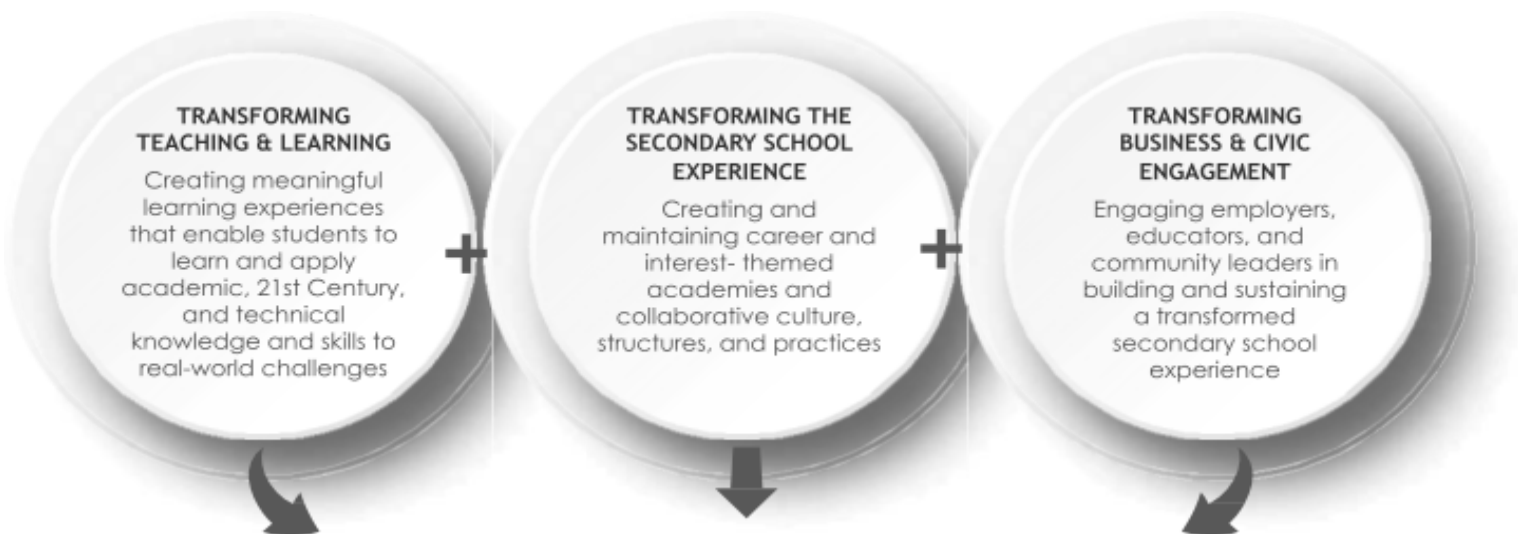 TRANSFORMING
TEACHING & LEARNING
Creating meaningful
learning experiences
that enable students to
learn and apply
academic, 21st Century,
and technical
knowledge and skills to
real-world challenges
+
TRANSFORMING THE
SECONDARY SCHOOL
EXPERIENCE
Creating and
maintaining career and
interest- themed
academies and
collaborative culture,
structures, and practices
+
TRANSFORMING
BUSINESS & CIVIC
ENGAGEMENT
Engaging employers,
educators, and
community leaders in
building and sustaining
a transformed
secondary school
experience